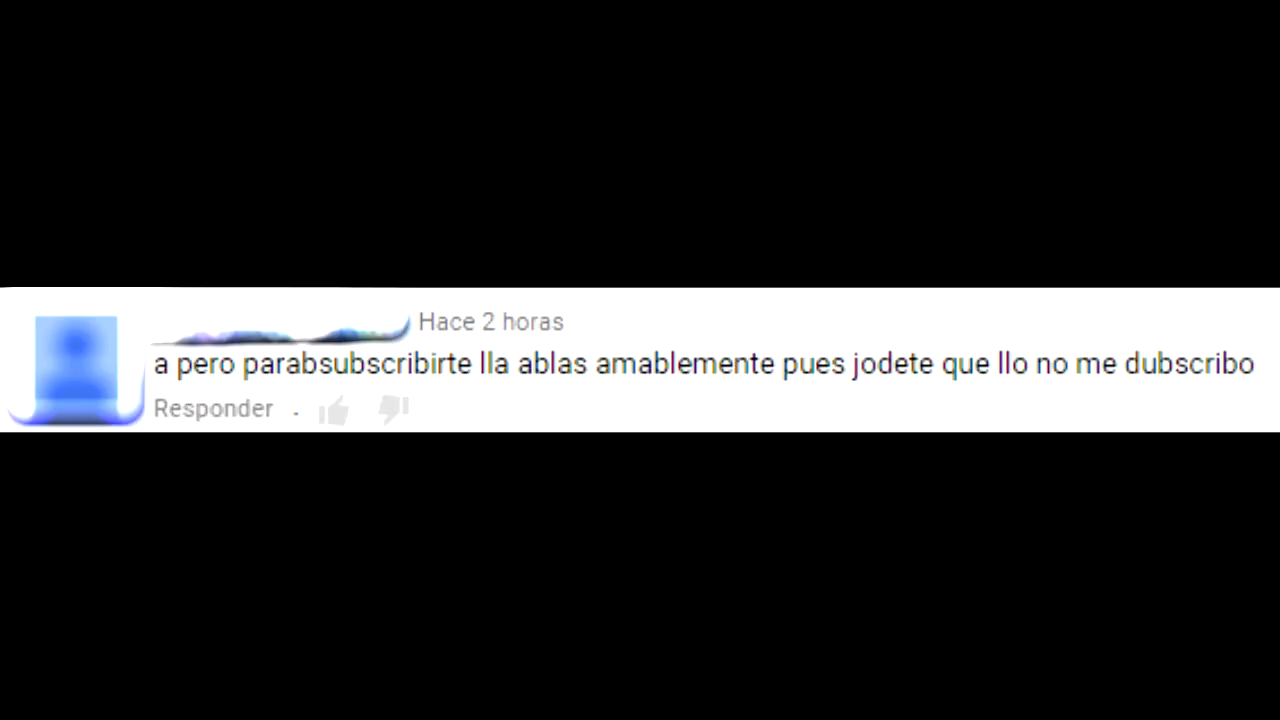 Hace 2 horas
a pero parabsubscribirte lla ablas amablemente pues jodete que llo no me dubscribo
Responder .